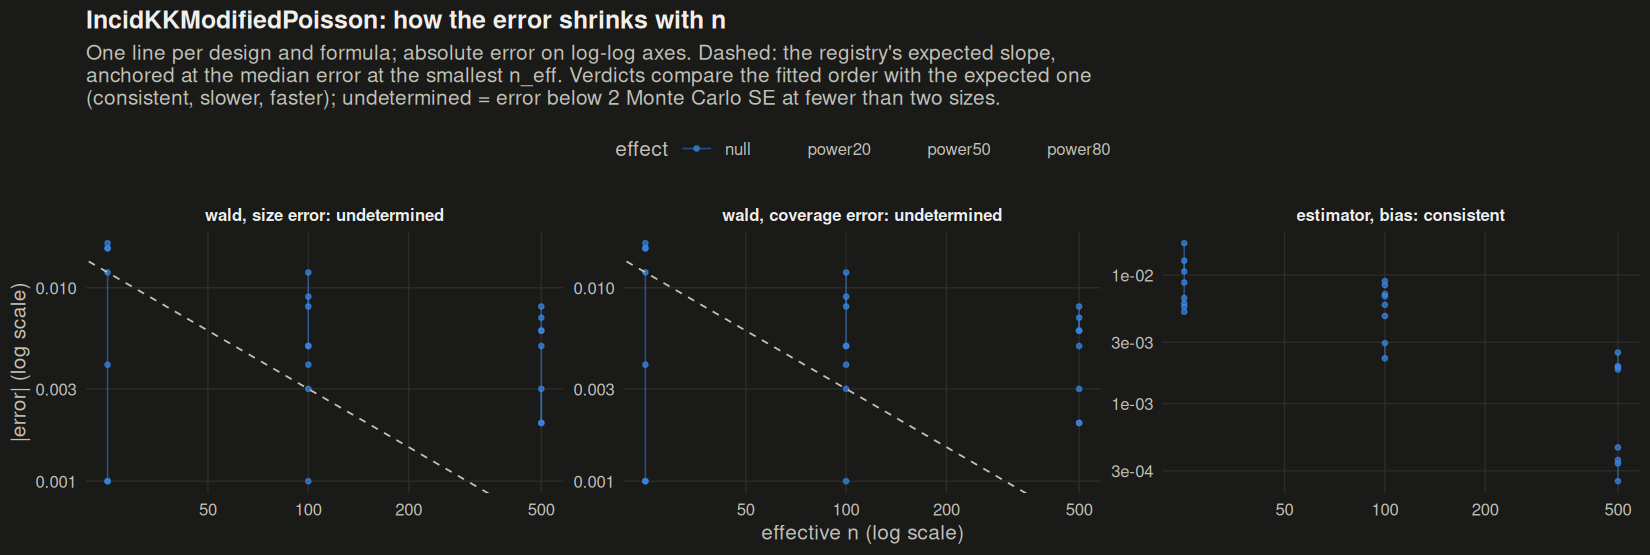 IncidKKModifiedPoisson: how the error shrinks with n
One line per design and formula; absolute error on log-log axes. Dashed: the registry's expected slope,
anchored at the median error at the smallest n_eff. Verdicts compare the fitted order with the expected one
(consistent, slower, faster); undetermined = error below 2 Monte Carlo SE at fewer than two sizes.
effect null power20 power50 power80
wald, size error: undetermined
wald, coverage error: undetermined
estimator, bias: consistent
|error| (log scale)
0.010
0.003
0.001
50 100 200 500
0.010
0.003
0.001
50 100 200 500
1e-02
3e-03
1e-03
3e-04
50 100 200 500
effective n (log scale)